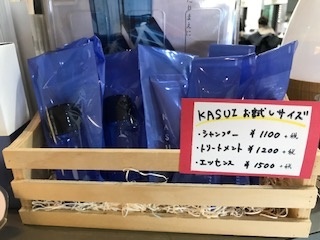 KASUI お試しサイズ
・シャンプー ¥1100+税
・トリートメント ¥1200+税
・エッセンス ¥1500+税